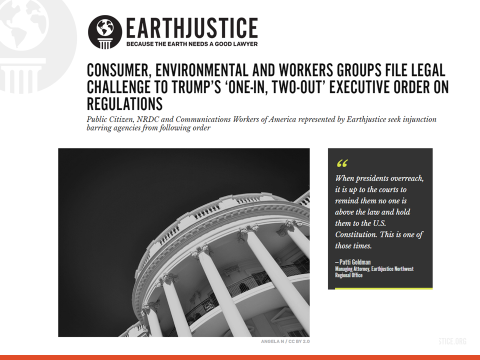 EARTHJUSTICE
BECAUSE THE EARTH NEEDS A GOOD LAWYER
CONSUMER, ENVIRONMENTAL AND WORKERS GROUPS FILE LEGAL
CHALLENGE TO TRUMP'S 'ONE-IN, TWO-OUT' EXECUTIVE ORDER ON
REGULATIONS
Public Citizen, NRDC and Communications Workers of America represented by Earthjustice seek injunction
barring agencies from following order
“
When presidents overreach,
it is up to the courts to
remind them no one is
above the law and hold
them to the U.S.
Constitution. This is one of
those times.
– Patti Goldman
Managing Attorney, Earthjustice Northwest
Regional Office
ANGELA N / CC BY 2.0